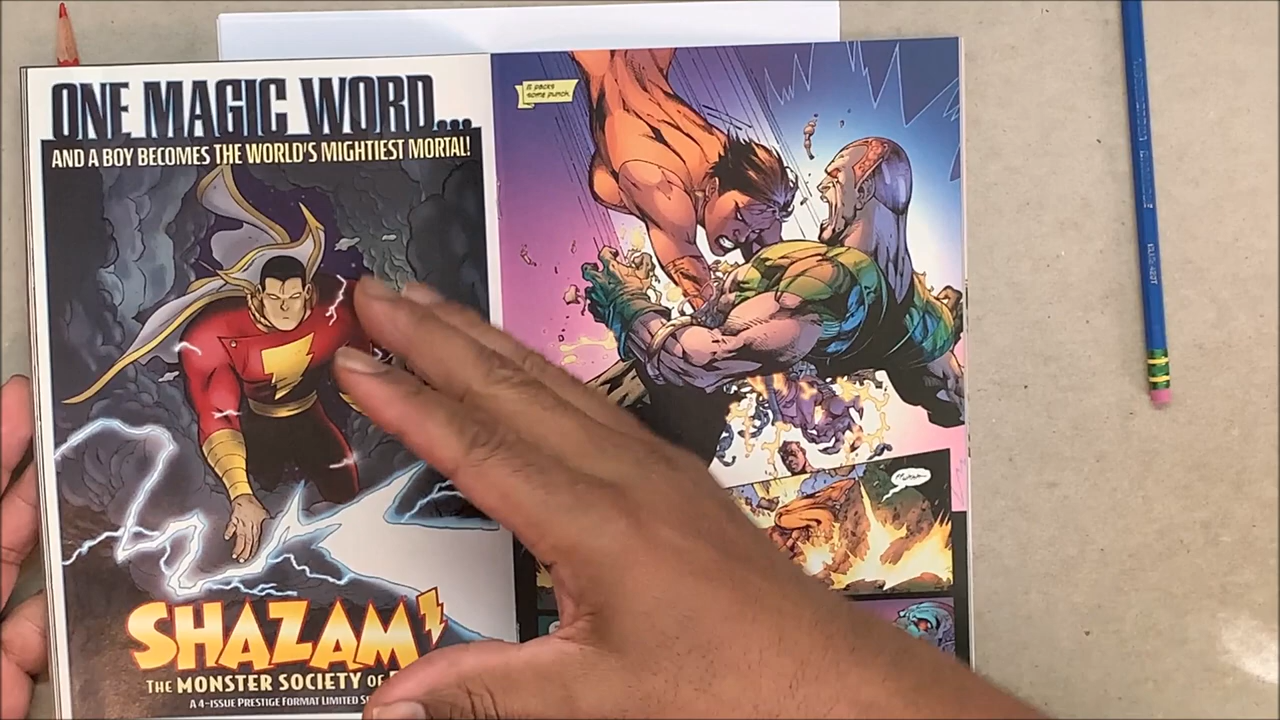 ONE MAGIC WORD...
AND A BOY BECOMES THE WORLD'S MIGHTIEST MORTAL!
SHAZAM!
THE MONSTER SOCIETY OF
A 4-ISSUE PRESTIGE FORMAT LIMITED
It packs
some punch.